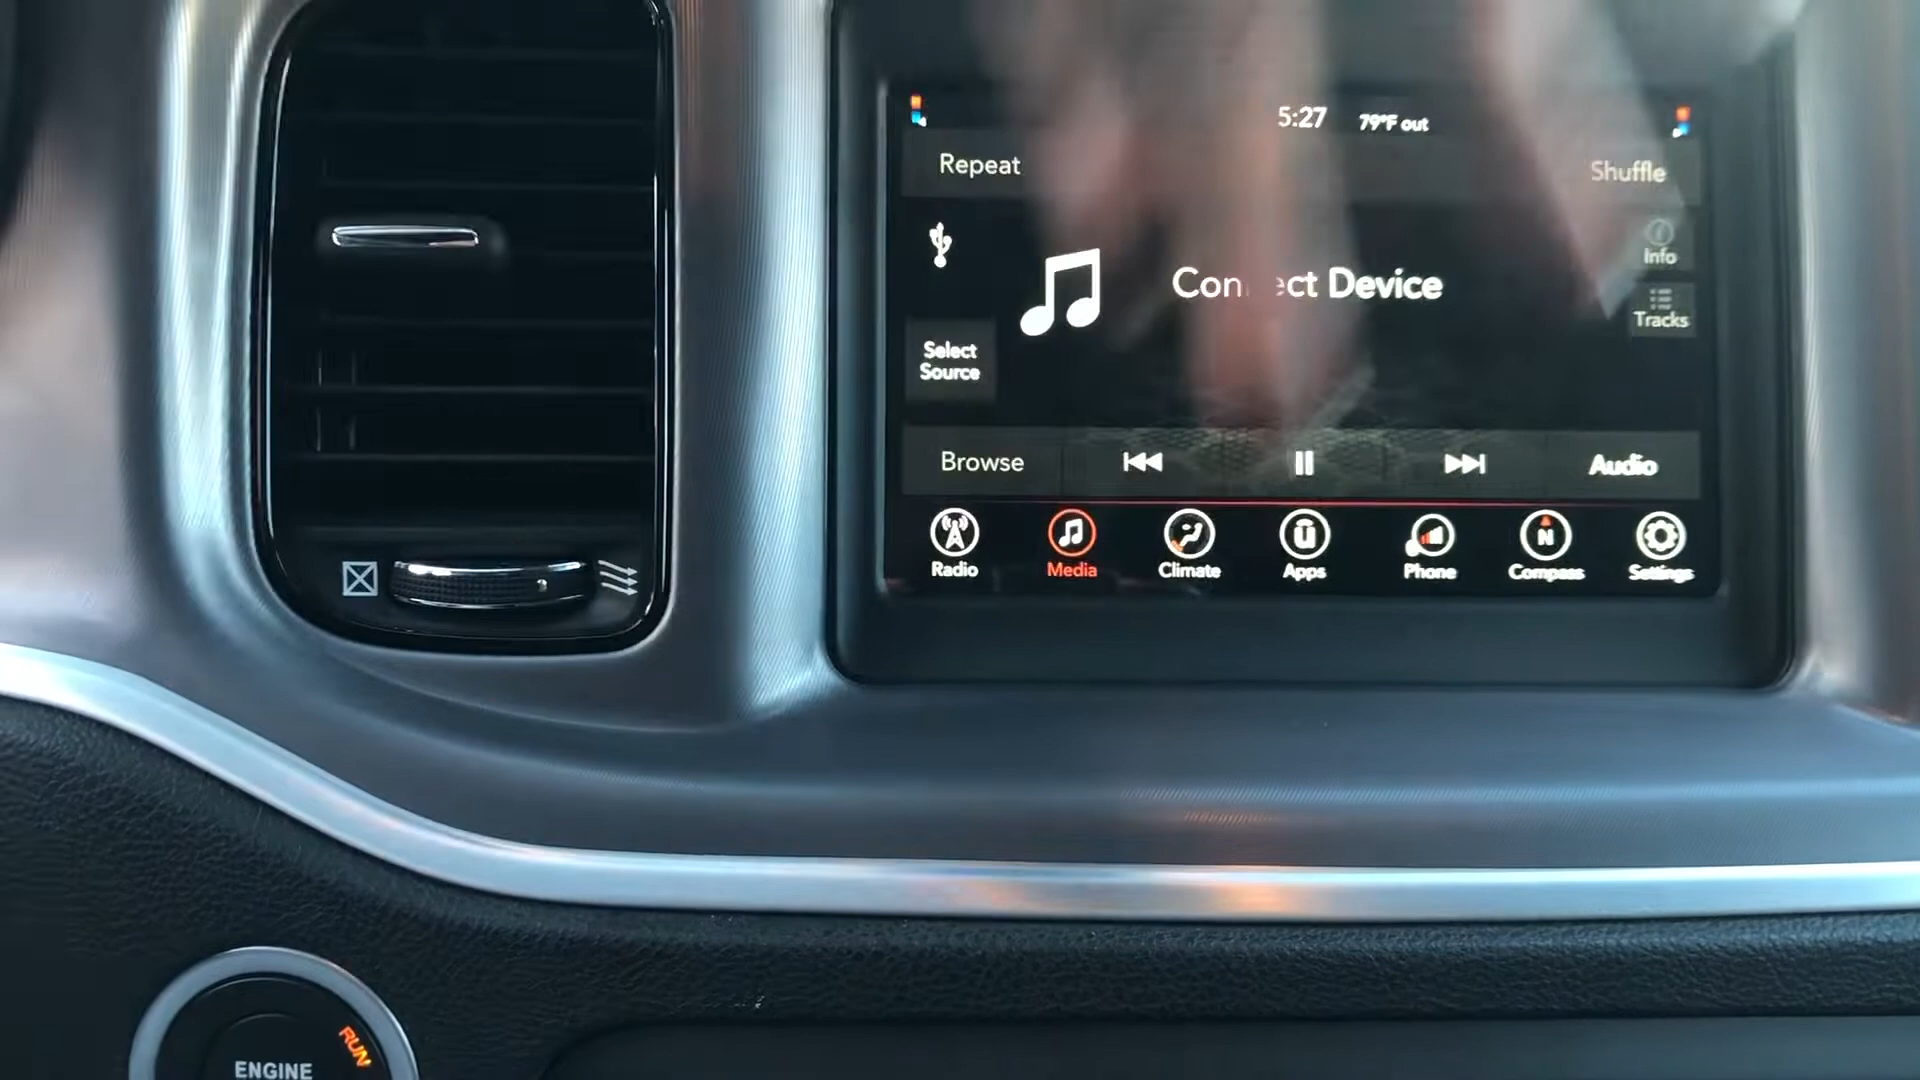 5:27 79°F out
Repeat
Shuffle
Info
Connect Device
Tracks
Select
Source
Browse
Audio
Radio
Media
Climate
Apps
Phone
N
Compass
Settings
RUN
ENGINE